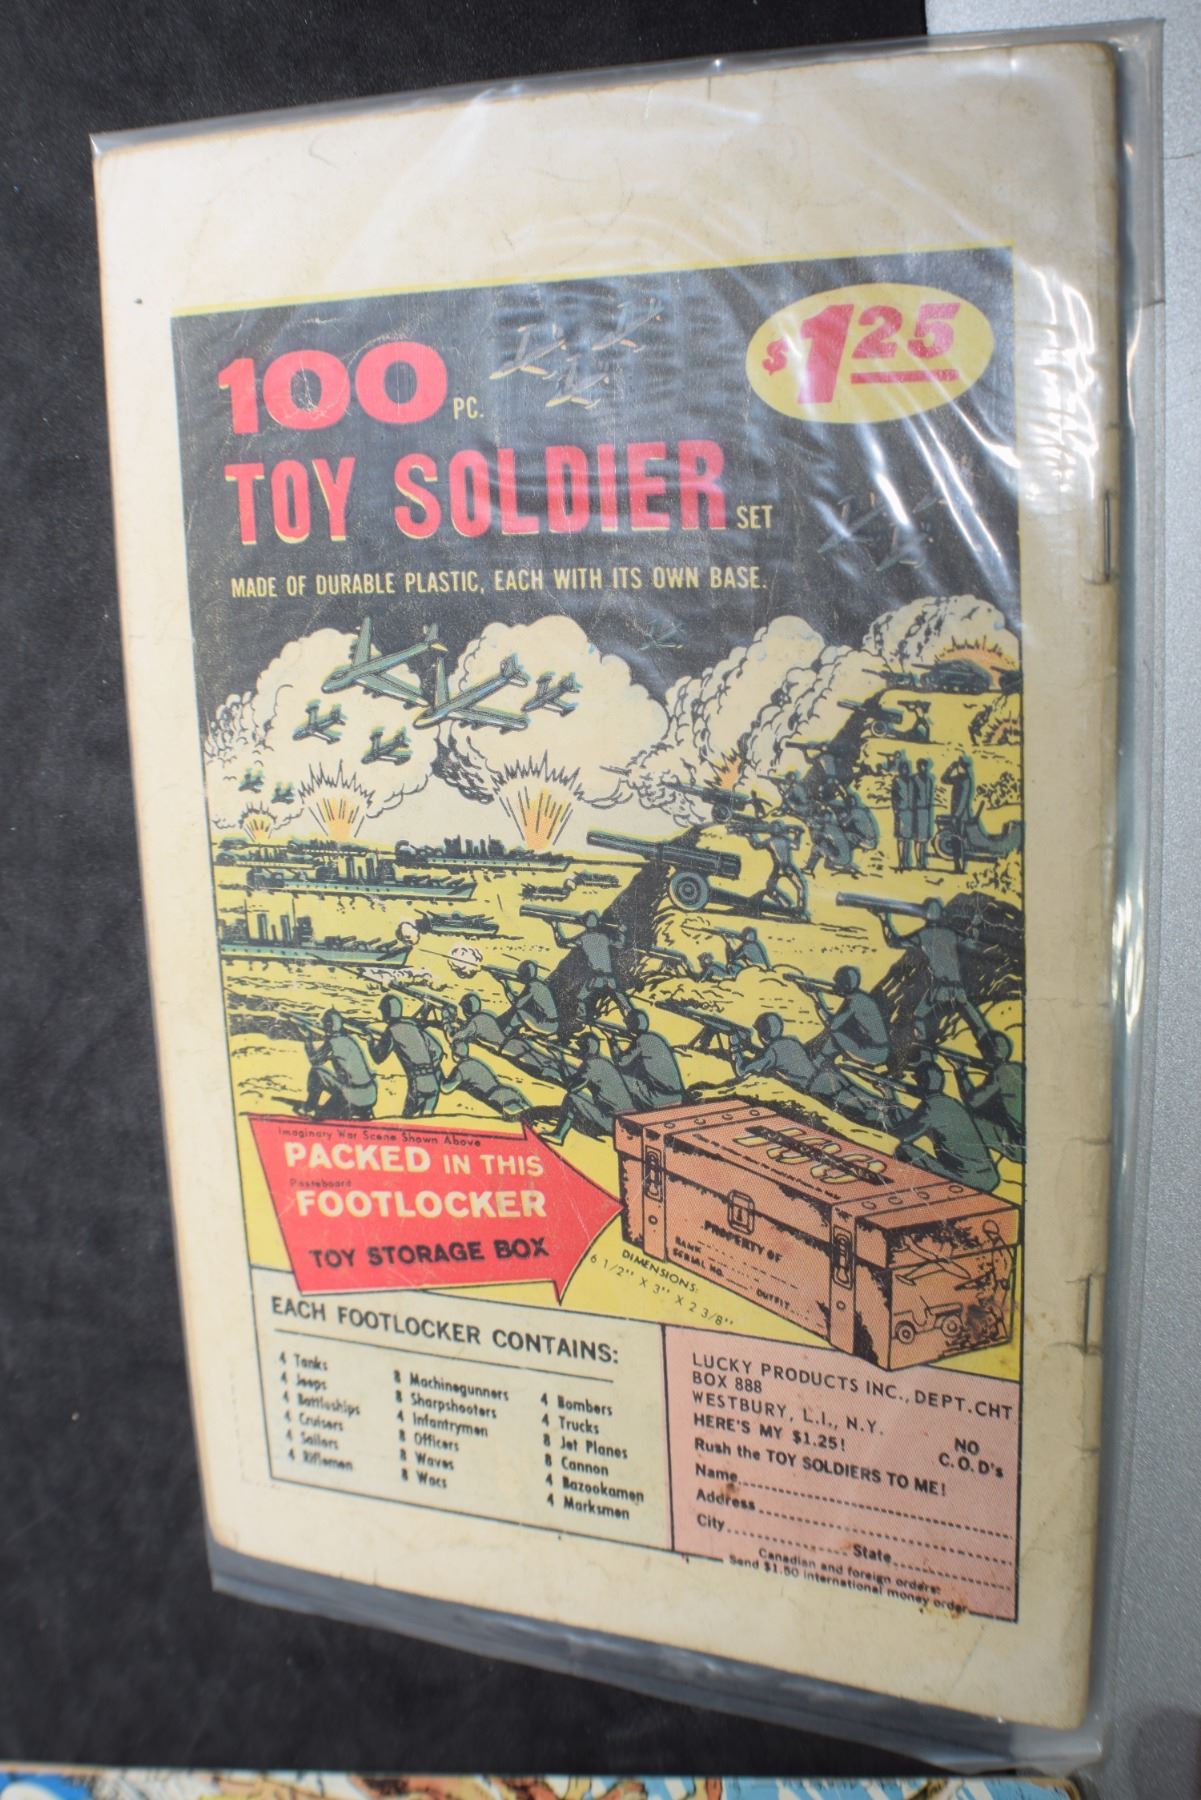 100 PC.
$1.25
TOY SOLDIER SET
MADE OF DURABLE PLASTIC, EACH WITH ITS OWN BASE.
Imaginary War Scene Shown Above
PACKED IN THIS
Pasteboard
FOOTLOCKER
TOY STORAGE BOX
100
PROPERTY OF
RANK
SERIAL NO.
OUTFIT
DIMENSIONS:
6 1/2" X 3" X 2 3/8"
EACH FOOTLOCKER CONTAINS:
4 Tanks
4 Jeeps
4 Battleships
4 Cruisers
4 Sailors
4 Riflemen
8 Machinegunners
8 Sharpshooters
4 Infantrymen
8 Officers
8 Waves
8 Wacs
4 Bombers
4 Trucks
8 Jet Planes
8 Cannon
4 Bazookamen
4 Marksmen
LUCKY PRODUCTS INC., DEPT. CHT
BOX 888
WESTBURY, L.I., N.Y.
HERE'S MY $1.25!
NO
C.O.D's
Rush the TOY SOLDIERS TO ME!
Name
Address
City State
Canadian and foreign orders:
Send $1.50 international money order